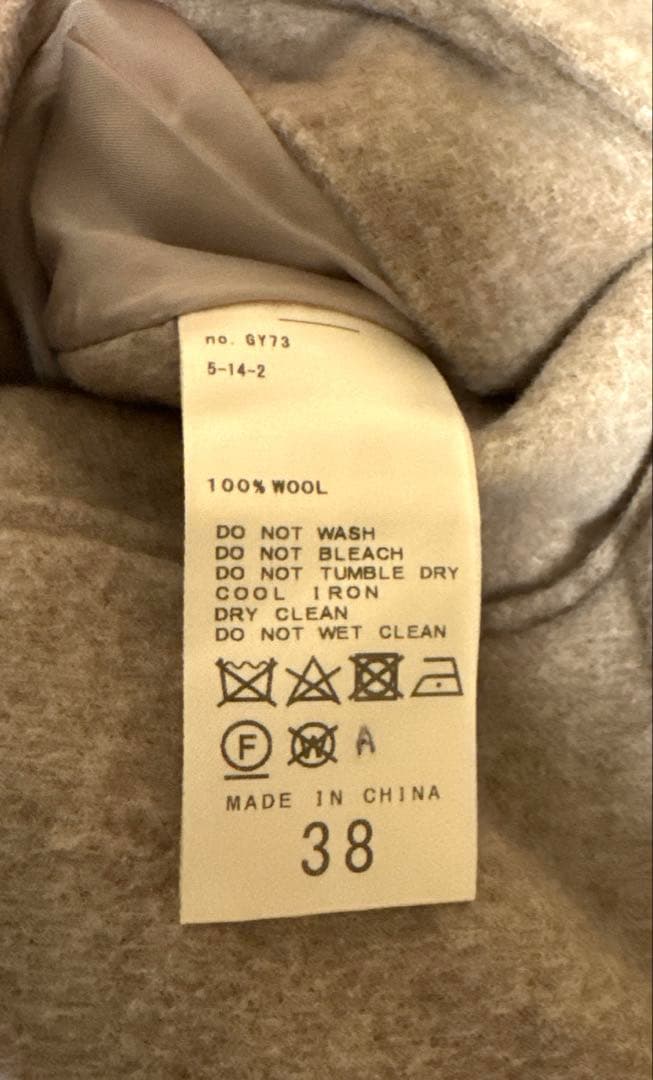 no. GY73
5-14-2
100% WOOL
DO NOT WASH
DO NOT BLEACH
DO NOT TUMBLE DRY
COOL IRON
DRY CLEAN
DO NOT WET CLEAN
F W A
MADE IN CHINA
38